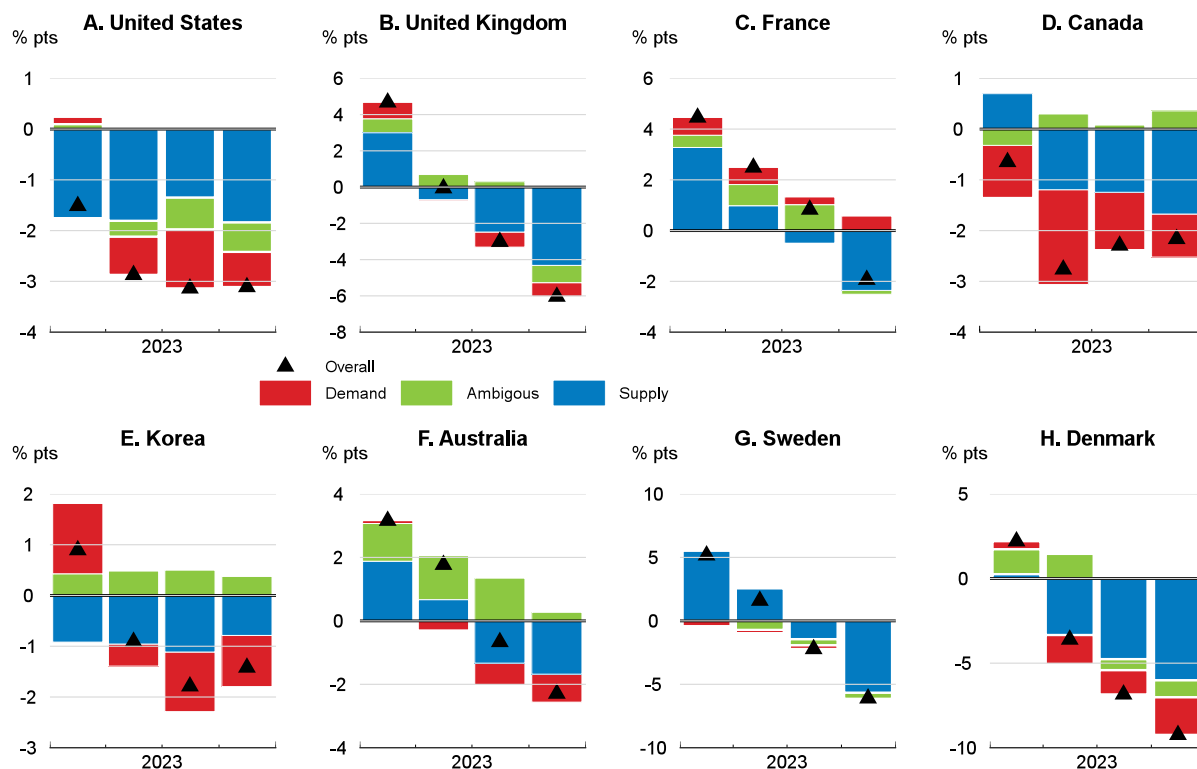 A. United States
% pts
1
0
-1
-2
-3
-4
2023
B. United Kingdom
% pts
6
4
2
0
-2
-4
-6
-8
2023
C. France
% pts
6
4
2
0
-2
-4
2023
D. Canada
% pts
1
0
-1
-2
-3
-4
2023
Overall
Demand
Ambigous
Supply
E. Korea
% pts
2
1
0
-1
-2
-3
2023
F. Australia
% pts
4
2
0
-2
-4
2023
G. Sweden
% pts
10
5
0
-5
-10
2023
H. Denmark
% pts
5
0
-5
-10
2023